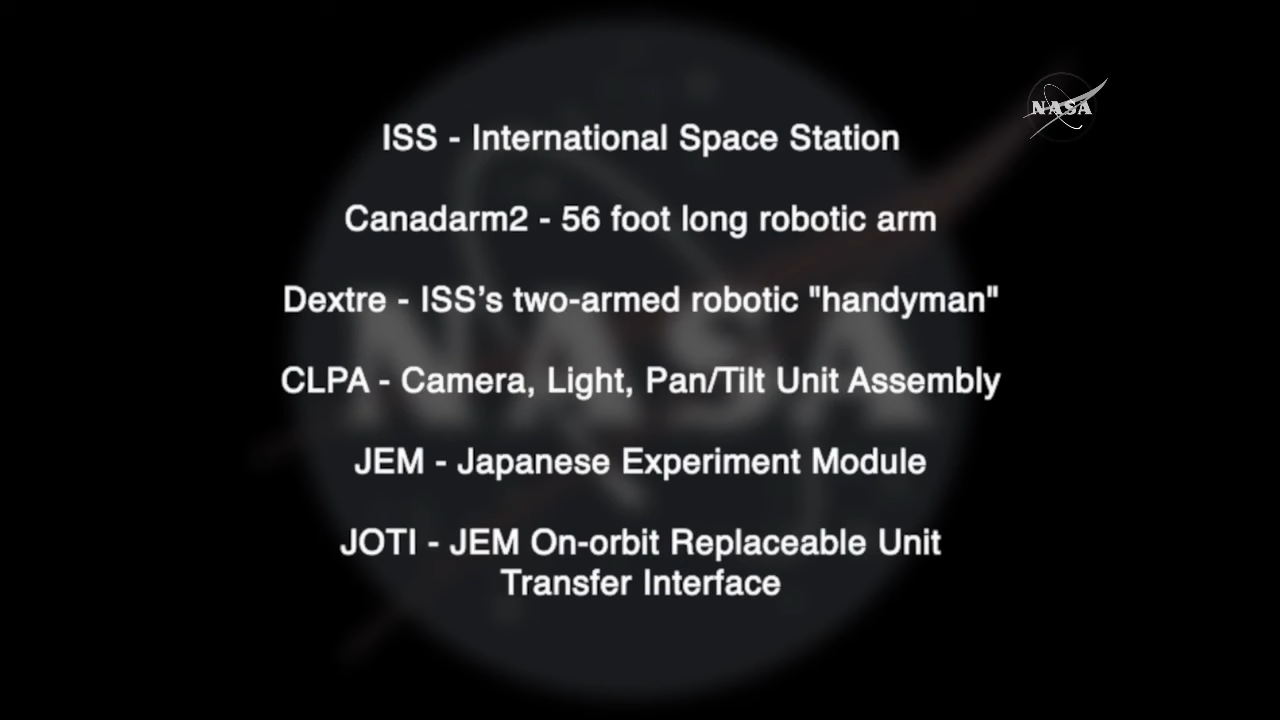 NASA
ISS - International Space Station
Canadarm2 - 56 foot long robotic arm
Dextre - ISS’s two-armed robotic "handyman"
NASA
CLPA - Camera, Light, Pan/Tilt Unit Assembly
JEM - Japanese Experiment Module
JOTI - JEM On-orbit Replaceable Unit
Transfer Interface